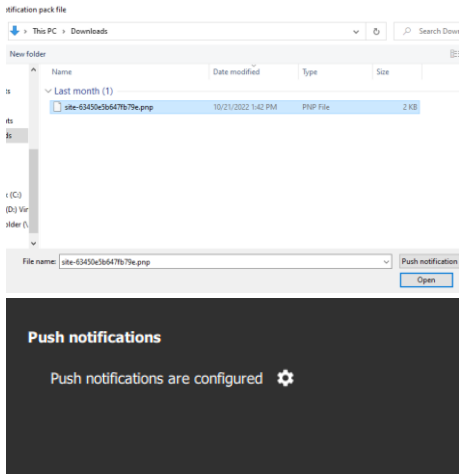 otification pack file
This PC > Downloads
Search Down
New folder
Name Date modified Type Size
Last month (1)
site-63450e5b647fb79e.pnp 10/21/2022 1:42 PM PNP File 2 KB
(C:)
(D:) Vir
older (\\
File name: site-63450e5b647fb79e.pnp Push notification
Open
Push notifications
Push notifications are configured